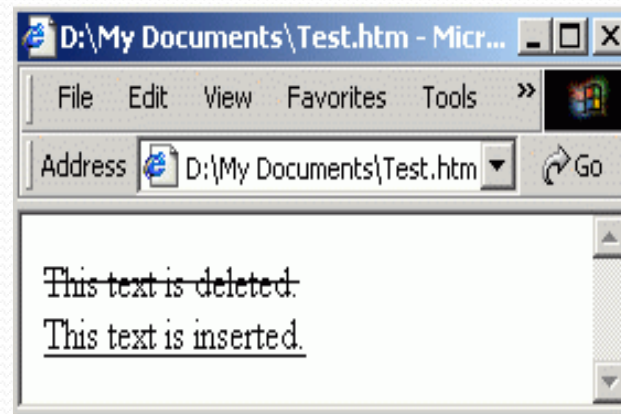 D:\My Documents\Test.htm - Micr...
File Edit View Favorites Tools »
Address D:\My Documents\Test.htm Go
This text is deleted.
This text is inserted.